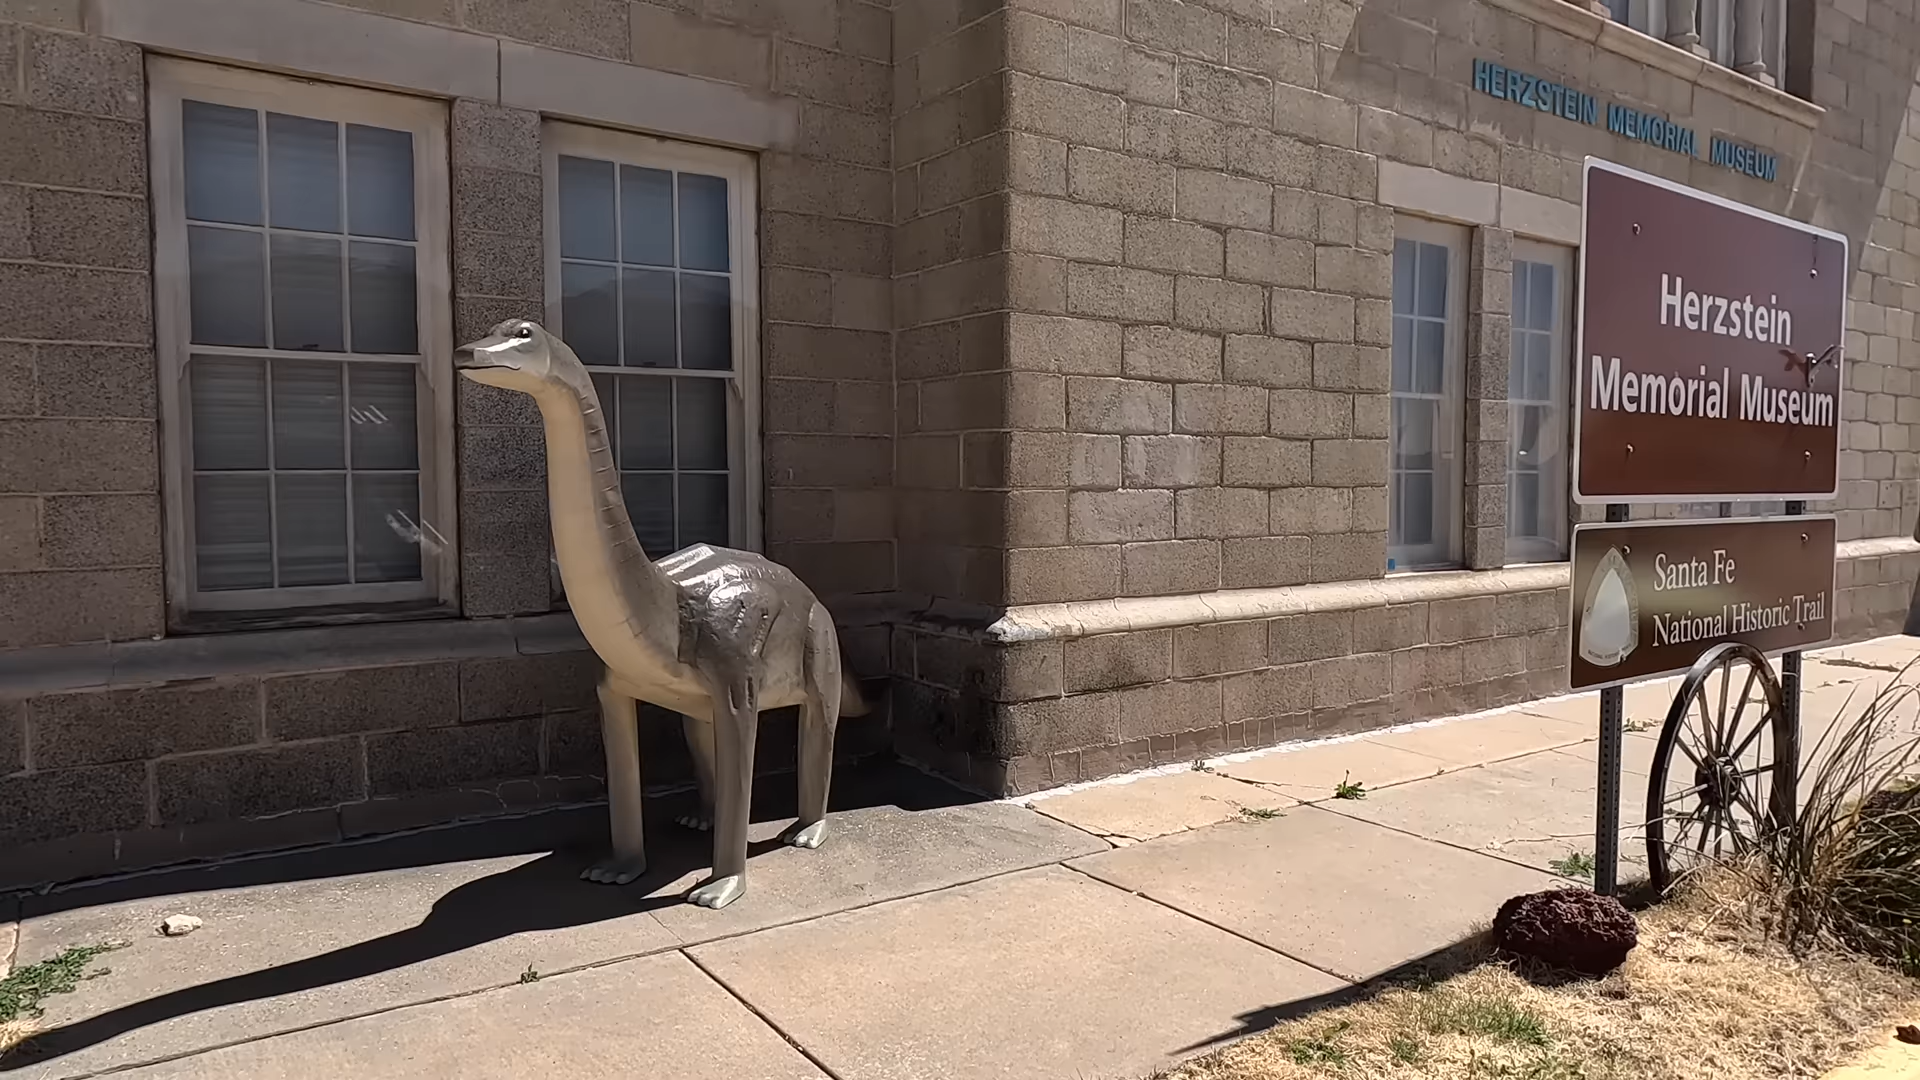 HERZSTEIN MEMORIAL MUSEUM
Herzstein
Memorial Museum
Santa Fe
National Historic Trail